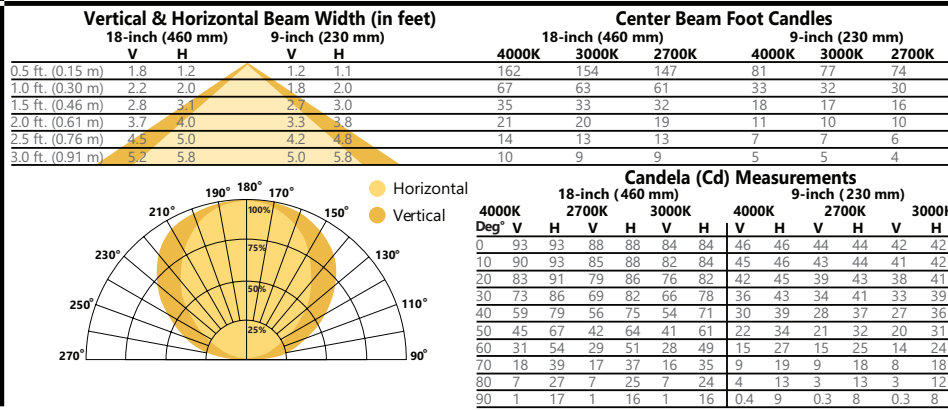 Vertical & Horizontal Beam Width (in feet)
18-inch (460 mm) 9-inch (230 mm)
V H V H
0.5 ft. (0.15 m) 1.8 1.2 1.2 1.1
1.0 ft. (0.30 m) 2.2 2.0 1.8 2.0
1.5 ft. (0.46 m) 2.8 3.1 2.7 3.0
2.0 ft. (0.61 m) 3.7 4.0 3.3 3.8
2.5 ft. (0.76 m) 4.5 5.0 4.2 4.8
3.0 ft. (0.91 m) 5.2 5.8 5.0 5.8
Center Beam Foot Candles
18-inch (460 mm) 9-inch (230 mm)
4000K 3000K 2700K 4000K 3000K 2700K
162 154 147 81 77 74
67 63 61 33 32 30
35 33 32 18 17 16
21 20 19 11 10 10
14 13 13 7 7 6
10 9 9 5 5 4
190° 180° 170°
210° 150°
230° 130°
250° 110°
270° 90°
100%
75%
50%
25%
Horizontal
Vertical
Candela (Cd) Measurements
18-inch (460 mm) 9-inch (230 mm)
4000K 2700K 3000K 4000K 2700K 3000K
Deg° V H V H V H V H V H V H
0 93 93 88 88 84 84 46 46 44 44 42 42
10 90 93 85 88 82 84 45 46 43 44 41 42
20 83 91 79 86 76 82 42 45 39 43 38 41
30 73 86 69 82 66 78 36 43 34 41 33 39
40 59 79 56 75 54 71 30 39 28 37 27 36
50 45 67 42 64 41 61 22 34 21 32 20 31
60 31 54 29 51 28 49 15 27 15 25 14 24
70 18 39 17 37 16 35 9 19 9 18 8 18
80 7 27 7 25 7 24 4 13 3 13 3 12
90 1 17 1 16 1 16 0.4 9 0.3 8 0.3 8